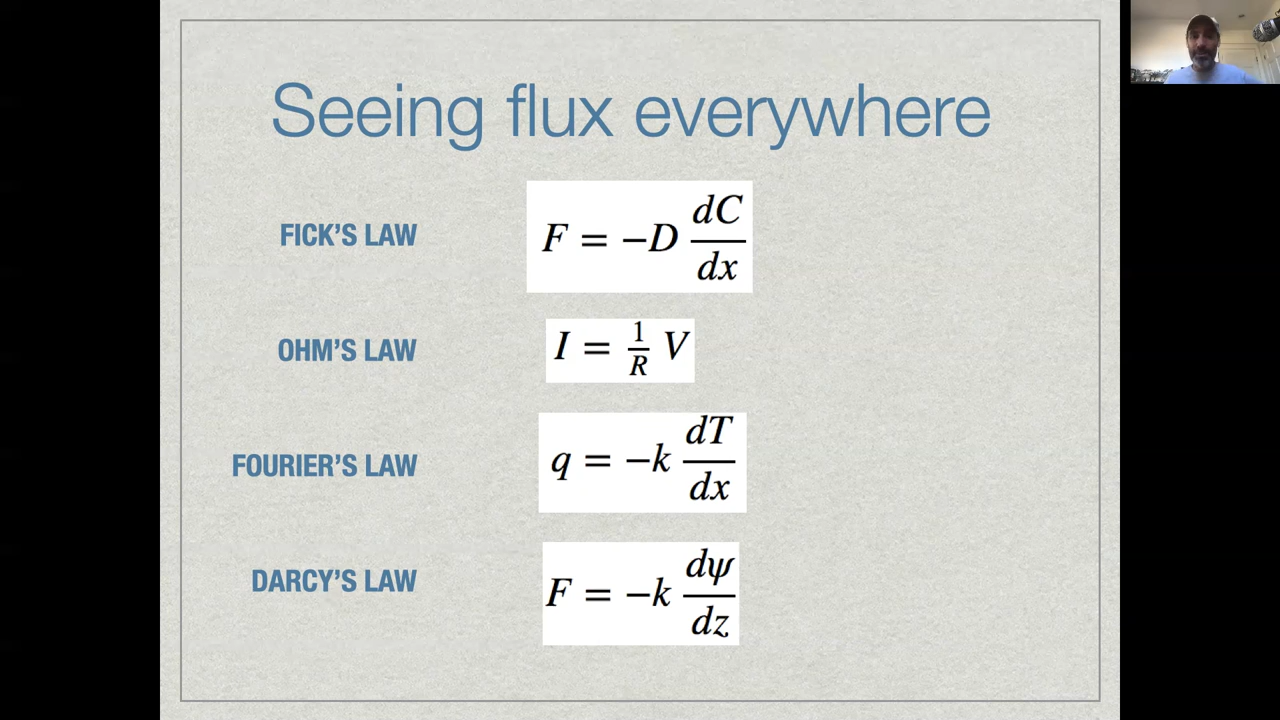 Seeing flux everywhere
FICK'S LAW
F = −D dC/dx
OHM'S LAW
I = 1/R V
FOURIER'S LAW
q = −k dT/dx
DARCY'S LAW
F = −k dψ/dz